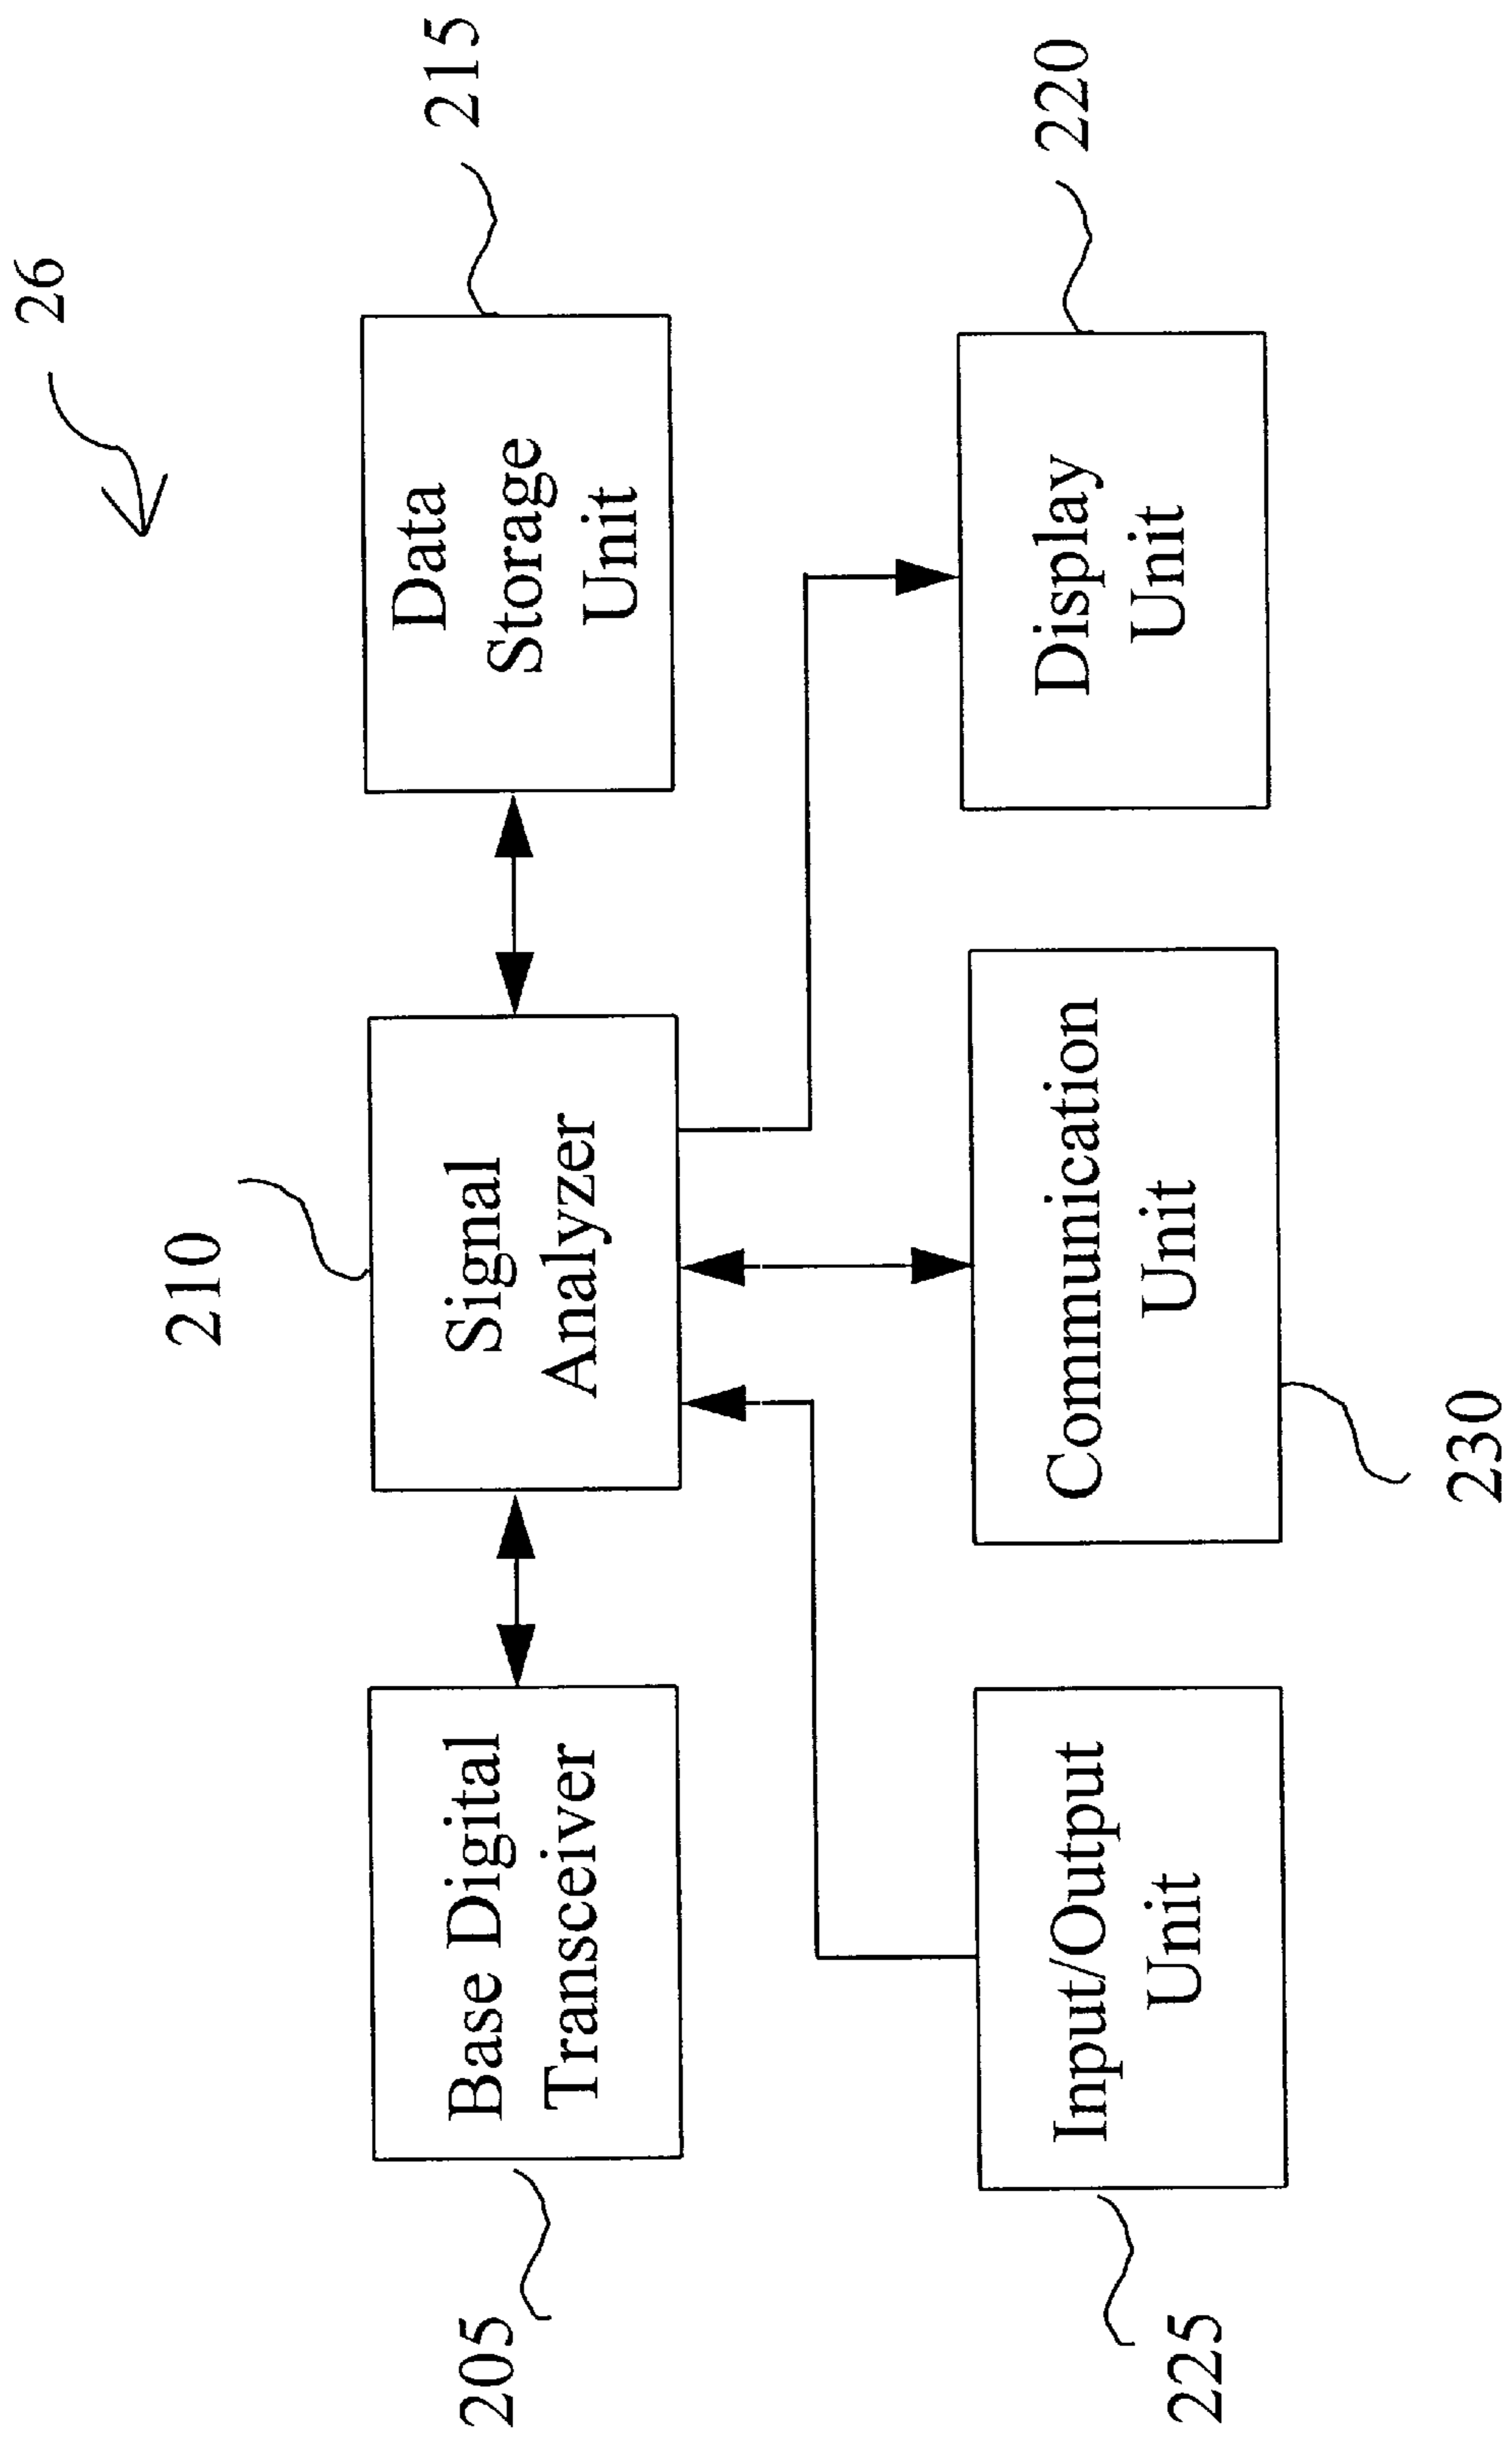 26
210
215
Base Digital
Transceiver
Signal
Analyzer
Data
Storage
Unit
205
220
Input/Output
Unit
Communication
Unit
Display
Unit
225
230